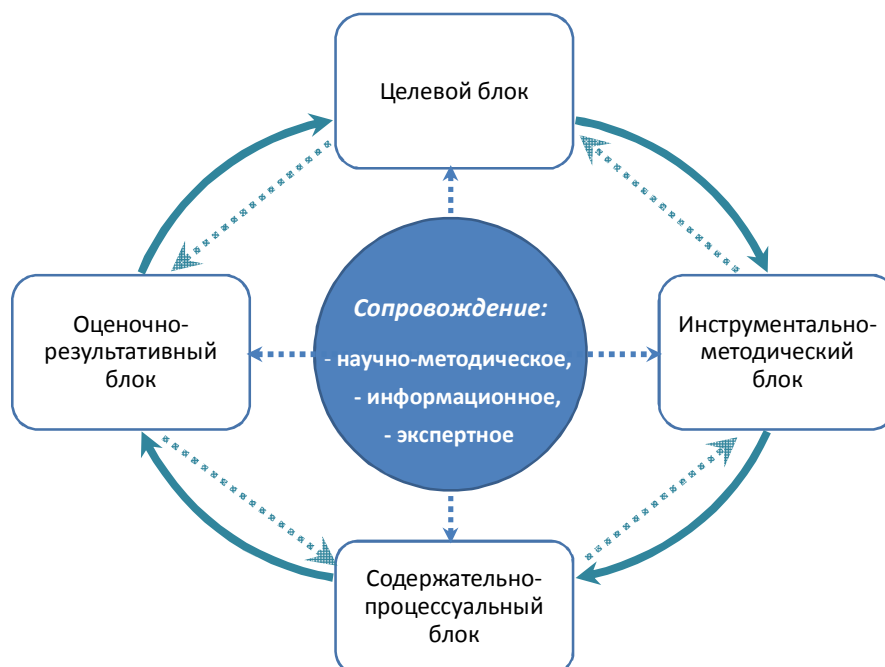 Целевой блок
Оценочно-
результативный
блок
Сопровождение:
- научно-методическое,
- информационное,
- экспертное
Инструментально-
методический
блок
Содержательно-
процессуальный
блок